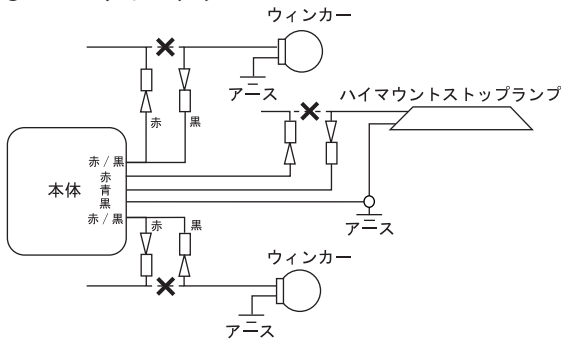 ウィンカー
アース
ハイマウントストップランプ
赤
黒
赤 / 黒
赤
青
黒
赤 / 黒
本体
赤
黒
アース
ウィンカー
アース